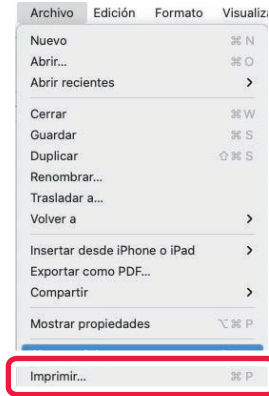 Archivo Edición Formato Visualiza
Nuevo ⌘ N
Abrir... ⌘ O
Abrir recientes >
Cerrar ⌘ W
Guardar ⌘ S
Duplicar ⇧ ⌘ S
Renombrar...
Trasladar a...
Volver a >
Insertar desde iPhone o iPad >
Exportar como PDF...
Compartir >
Mostrar propiedades ⌥ ⌘ P
Imprimir... ⌘ P